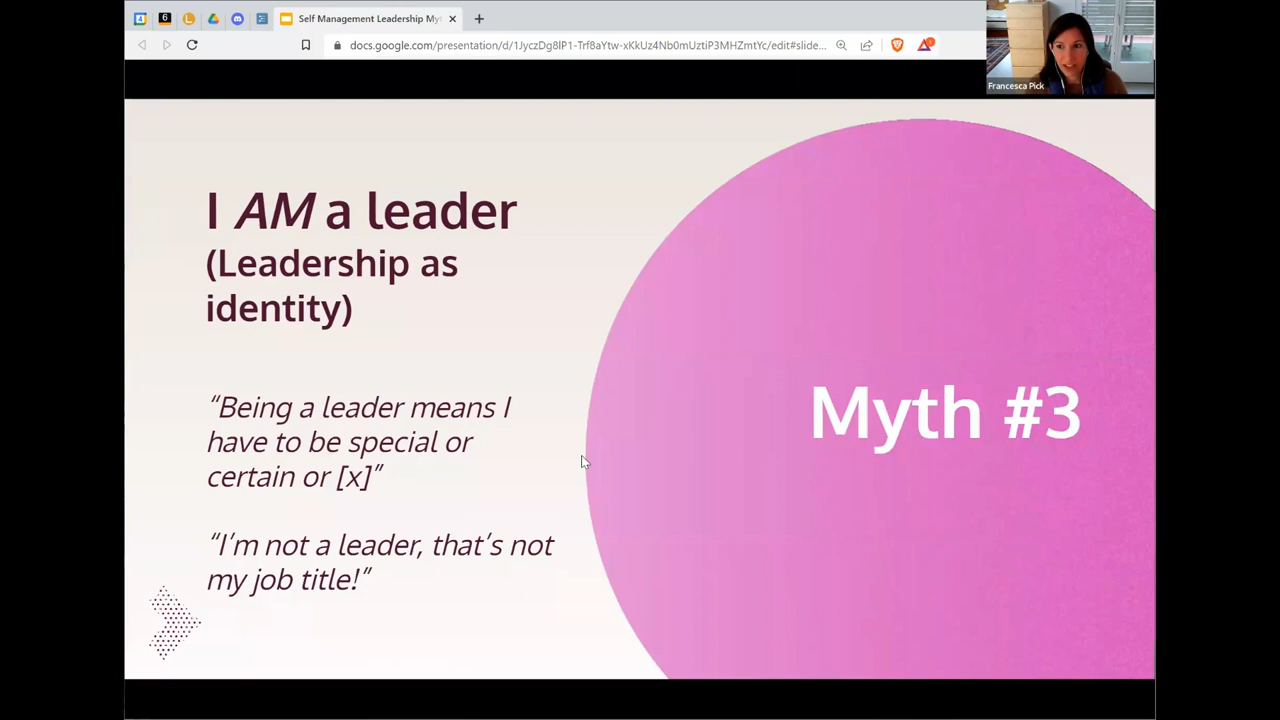 6
Self Management Leadership My
docs.google.com/presentation/d/1JyczDg8lP1-Trf8aYtw-xKkUz4Nb0mUztiP3MHZmtYc/edit#slide...
Francesca Pick
I AM a leader
(Leadership as
identity)
“Being a leader means I
have to be special or
certain or [x]”
“I’m not a leader, that’s not
my job title!”
Myth #3